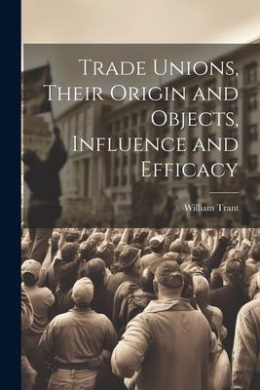 Trade Unions,
Their Origin and
Objects,
Influence and
Efficacy
William Trant